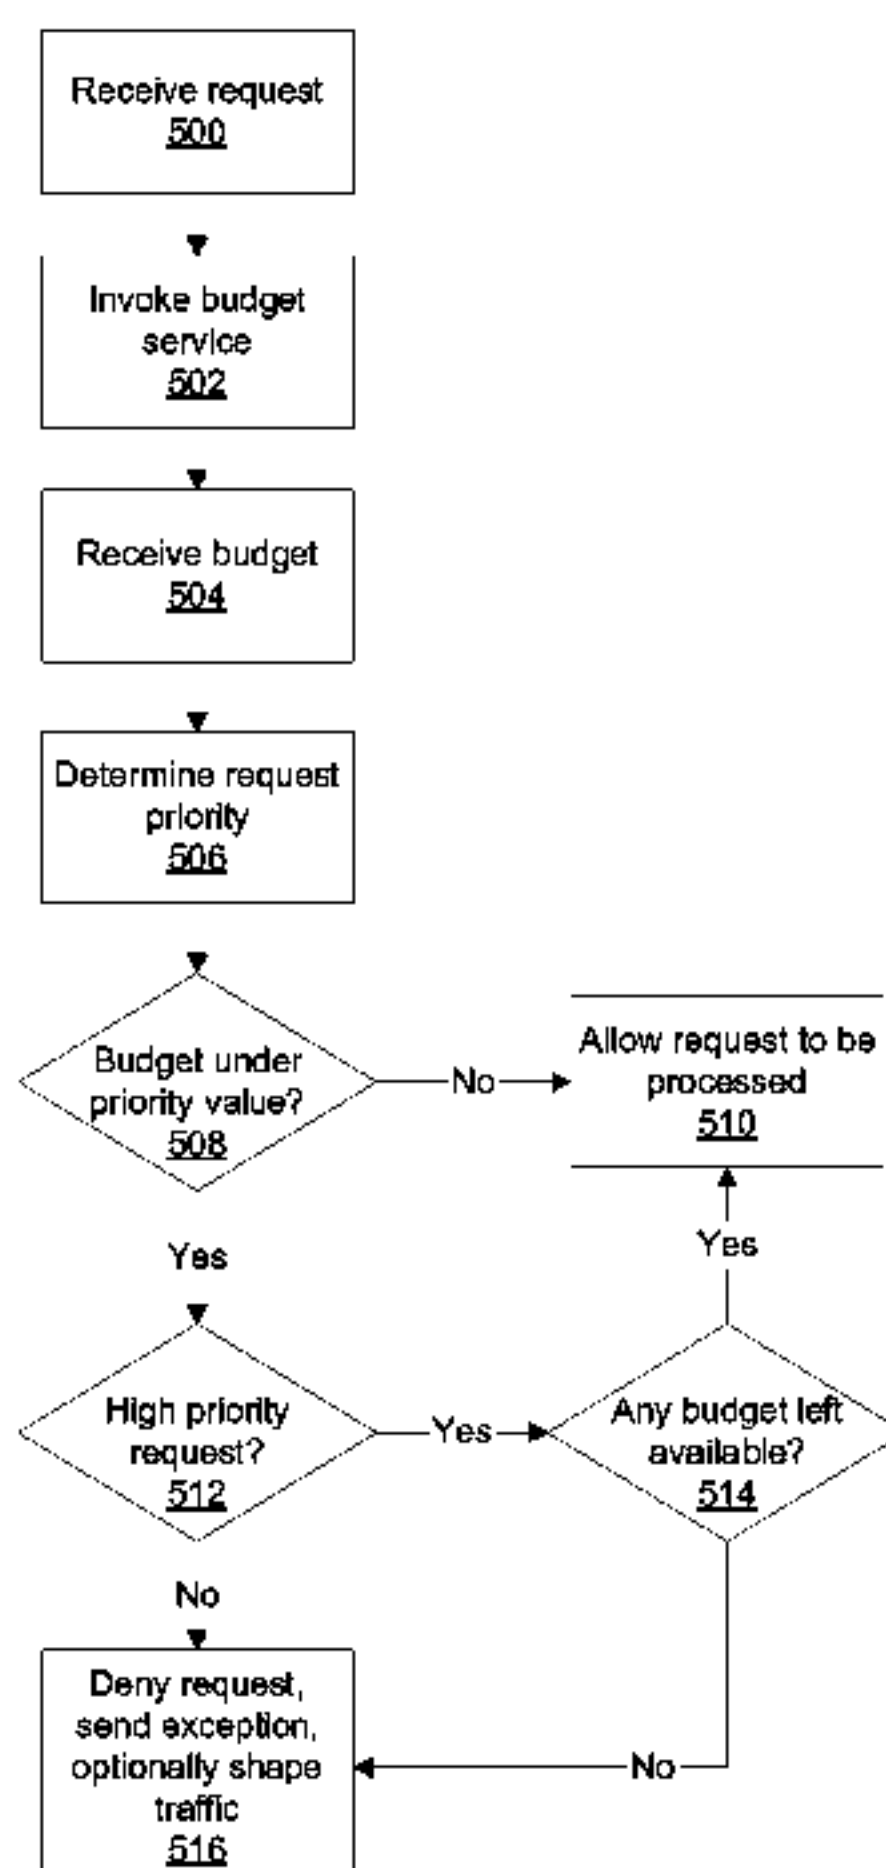 Receive request
500
Invoke budget
service
502
Receive budget
504
Determine request
priority
506
Budget under
priority value?
508
No
Allow request to be
processed
510
Yes
Yes
High priority
request?
512
Yes
Any budget left
available?
514
No
Deny request,
send exception,
optionally shape
traffic
516
No